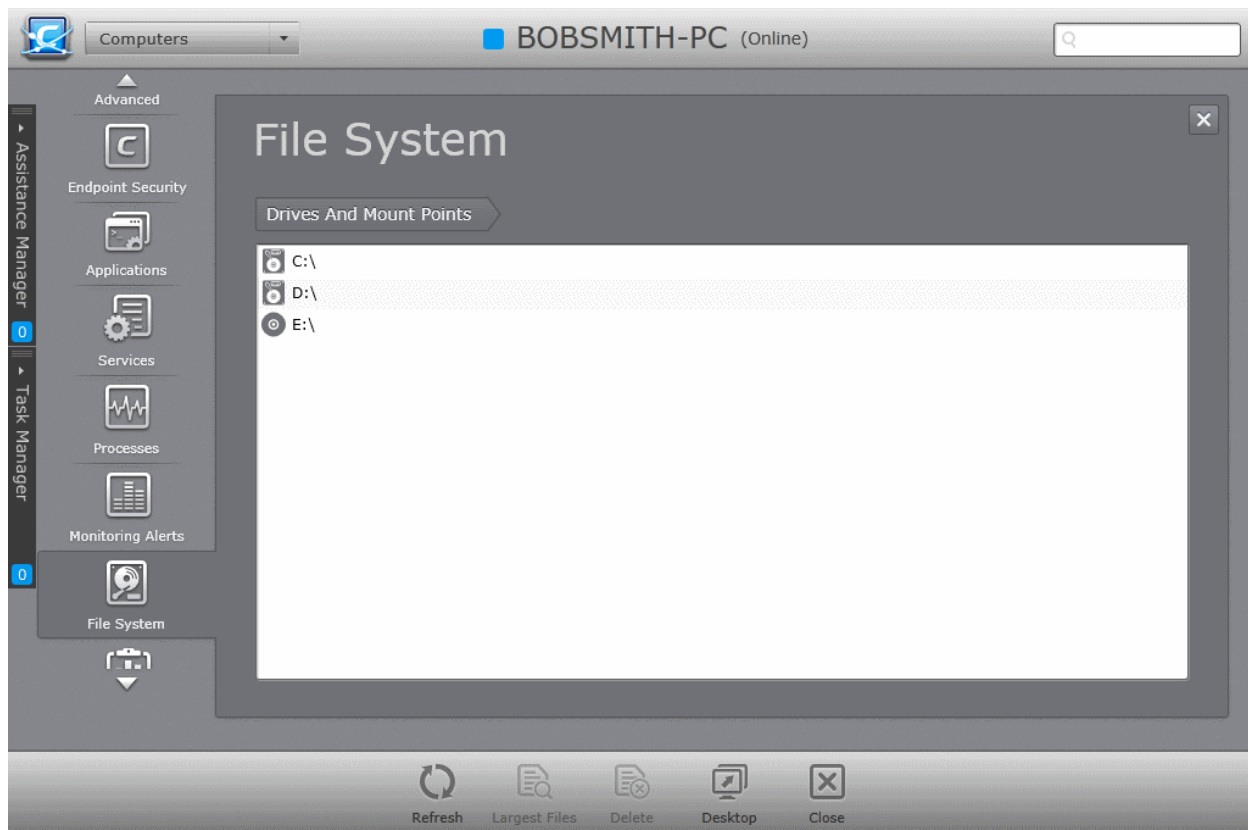 Computers
BOBSMITH-PC (Online)
Advanced
Assistance Manager
0
Task Manager
0
Endpoint Security
Applications
Services
Processes
Monitoring Alerts
File System
File System
Drives And Mount Points
C:\
D:\
E:\
Refresh
Largest Files
Delete
Desktop
Close